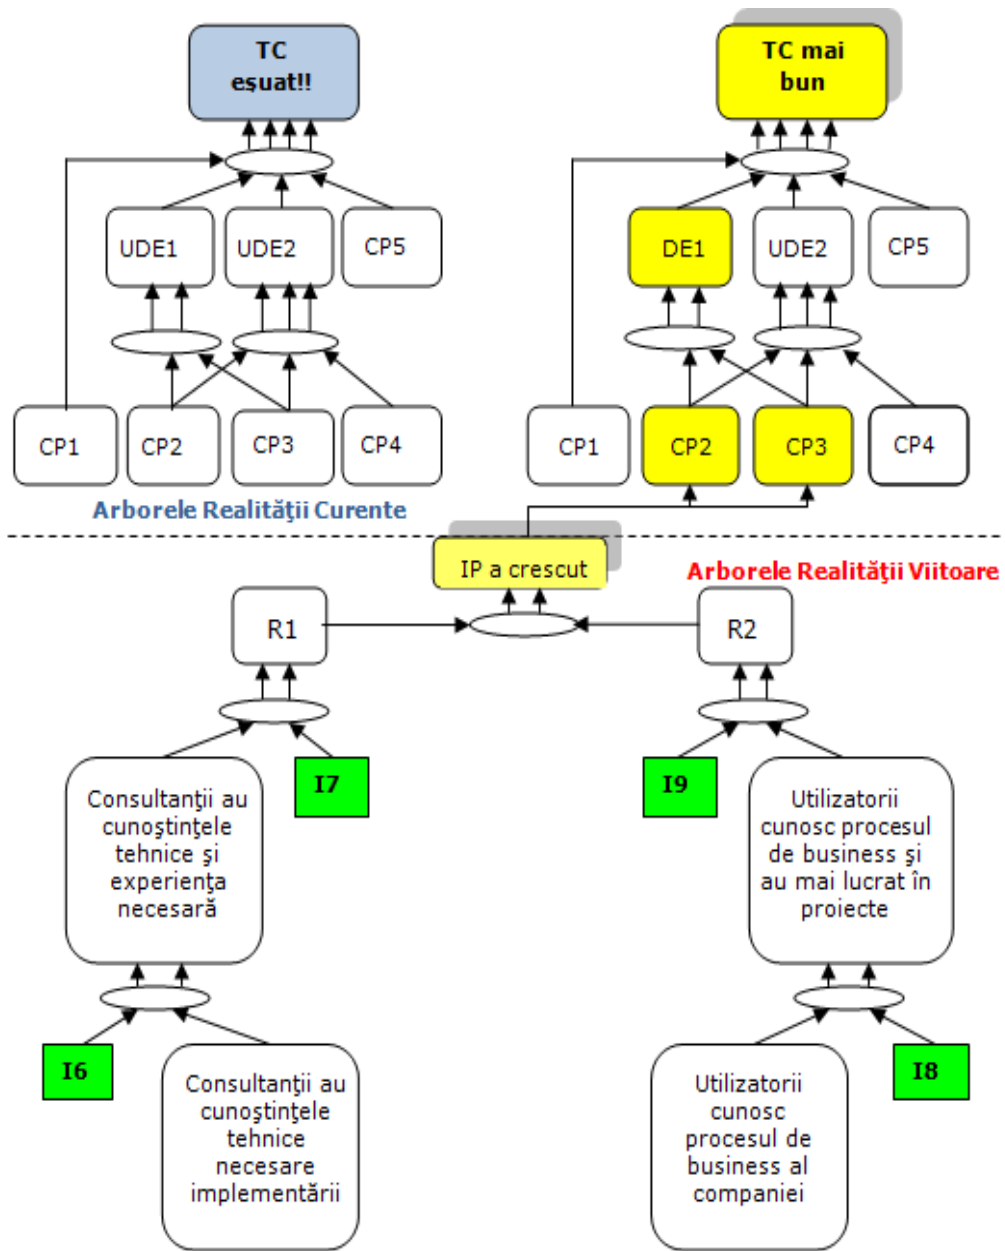 TC
eşuat!!
TC mai
bun
UDE1
UDE2
CP5
DE1
UDE2
CP5
CP1
CP2
CP3
CP4
CP1
CP2
CP3
CP4
Arborele Realităţii Curente
IP a crescut
Arborele Realităţii Viitoare
R1
R2
I7
I9
Consultanţii au
cunoştinţele
tehnice şi
experienţa
necesară
Utilizatorii
cunosc procesul
de business şi
au mai lucrat în
proiecte
I6
Consultanţii au
cunoştinţele
tehnice
necesare
implementării
Utilizatorii
cunosc
procesul de
business al
companiei
I8